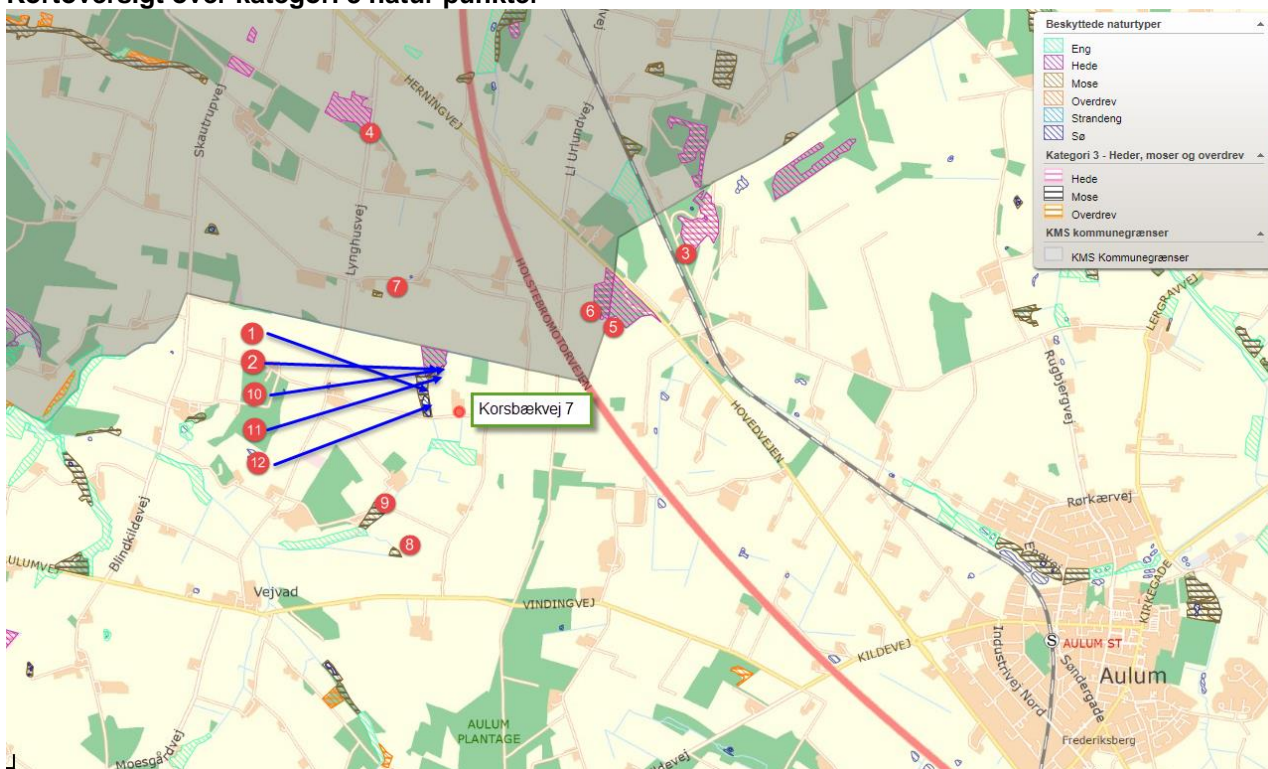 Kortoversigt over kategori 3 natur punkter
Beskyttede naturtyper
Eng
Hede
Mose
Overdrev
Strandeng
Sø
Kategori 3 - Heder, moser og overdrev
Hede
Mose
Overdrev
KMS kommunegrænser
KMS Kommunegrænser
Skautrupvej
HERNINGVEJ
Ll Urlundvej
4
Lynghusvej
3
7
HOLSTEBROMOTORVEJEN
6
5
LERGRAVVEJ
Rugbjergvej
1
2
10
11
12
Korsbækvej 7
HOVEDVEJEN
J
9
8
Rørkærvej
Blindkildevej
AULUMVEJ
Engvej
Vejvad
VINDINGVEJ
KIRKEGADE
KILDEVEJ
S
AULUM ST
Industrivej Nord
Søndergade
Aulum
AULUM
PLANTAGE
Frederiksberg
Moesgårdvej